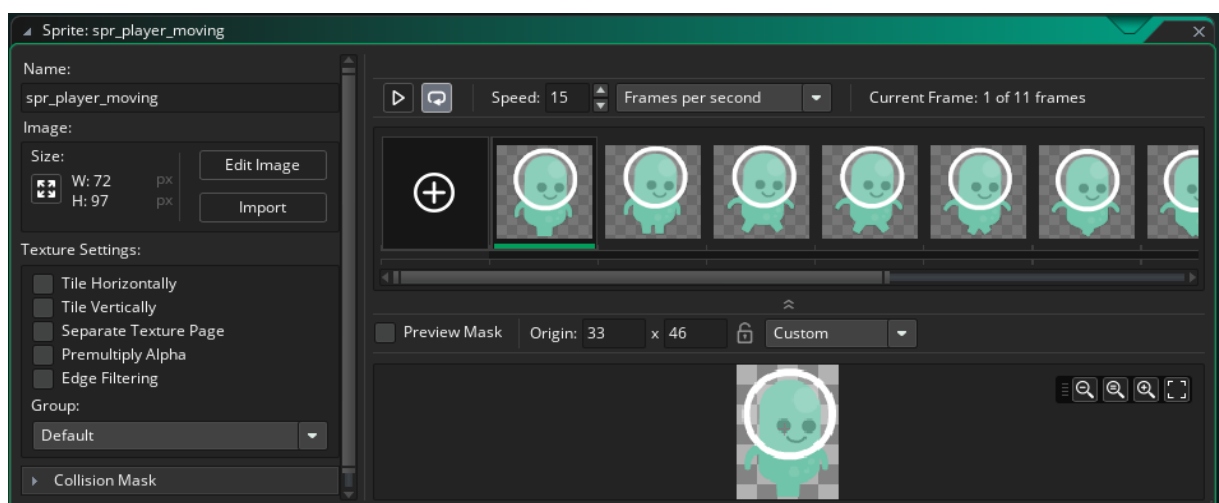 Sprite: spr_player_moving
Name:
spr_player_moving
Image:
Size:
W: 72 px
H: 97 px
Edit Image
Import
Texture Settings:
Tile Horizontally
Tile Vertically
Separate Texture Page
Premultiply Alpha
Edge Filtering
Group:
Default
Collision Mask
Speed: 15 Frames per second Current Frame: 1 of 11 frames
Preview Mask Origin: 33 x 46 Custom